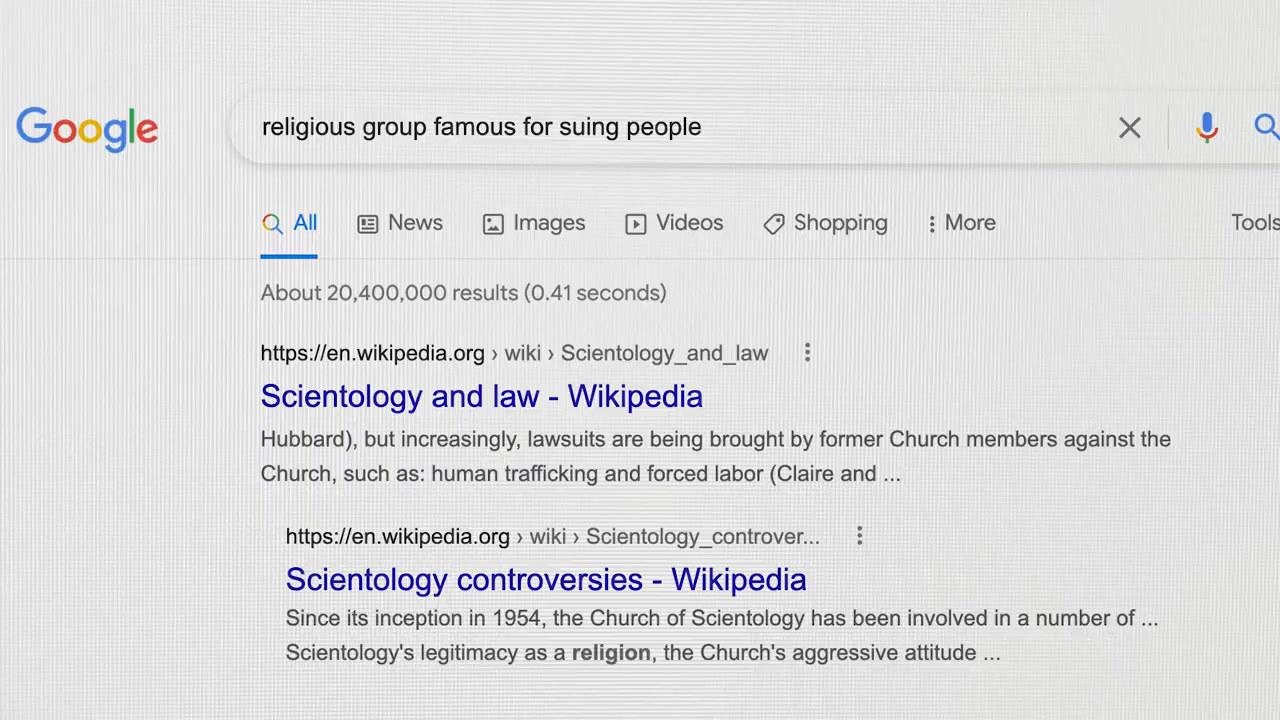 Google
religious group famous for suing people
All News Images Videos Shopping More Tools
About 20,400,000 results (0.41 seconds)
https://en.wikipedia.org › wiki › Scientology_and_law
Scientology and law - Wikipedia
Hubbard), but increasingly, lawsuits are being brought by former Church members against the
Church, such as: human trafficking and forced labor (Claire and ...
https://en.wikipedia.org › wiki › Scientology_controver...
Scientology controversies - Wikipedia
Since its inception in 1954, the Church of Scientology has been involved in a number of ...
Scientology's legitimacy as a religion, the Church's aggressive attitude ...